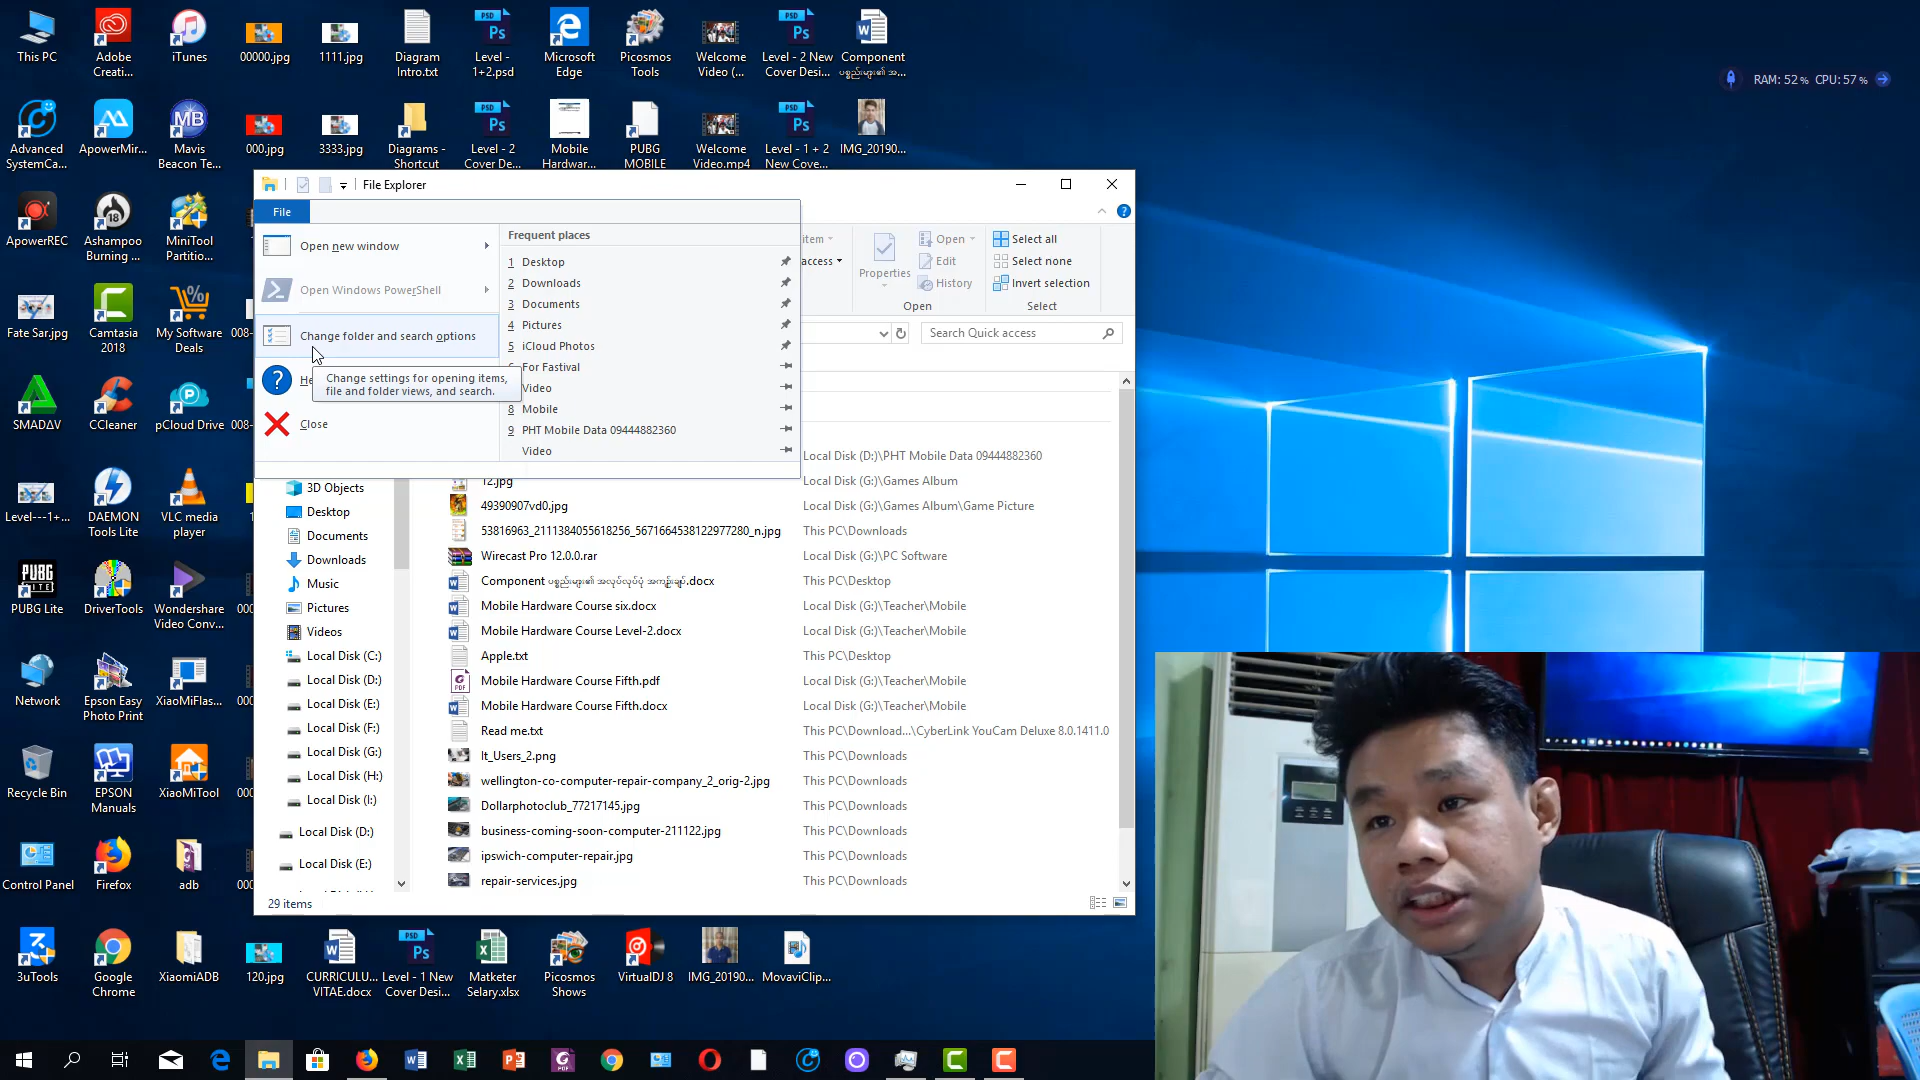 This PC
Adobe
Creati...
iTunes
00000.jpg
1111.jpg
Diagram
Intro.txt
Level -
1+2.psd
Microsoft
Edge
Picosmos
Tools
Welcome
Video (...
Level - 2 New
Cover Desi...
Component
ပစ္စည်းများ၏ အ...
RAM: 52 % CPU: 57 %
Advanced
SystemCa...
ApowerMir...
Mavis
Beacon Te...
000.jpg
3333.jpg
Diagrams -
Shortcut
Level - 2
Cover De...
Mobile
Hardwar...
PUBG
MOBILE
Welcome
Video.mp4
Level - 1 + 2
New Cove...
IMG_20190...
ApowerREC
Ashampoo
Burning ...
MiniTool
Partitio...
Fate Sar.jpg
Camtasia
2018
My Software
Deals
008-
SMADΔV
CCleaner
pCloud Drive
008-
Level---1+...
DAEMON
Tools Lite
VLC media
player
PUBG Lite
DriverTools
Wondershare
Video Conv...
Network
Epson Easy
Photo Print
XiaoMiFlas...
Recycle Bin
EPSON
Manuals
XiaoMiTool
Control Panel
Firefox
adb
3uTools
Google
Chrome
XiaomiADB
120.jpg
CURRICULU...
VITAE.docx
Level - 1 New
Cover Desi...
Matketer
Selary.xlsx
Picosmos
Shows
VirtualDJ 8
IMG_20190...
MovaviClip...
File Explorer
File
Open new window
Open Windows PowerShell
Change folder and search options
He
Change settings for opening items,
file and folder views, and search.
Close
Frequent places
1 Desktop
2 Downloads
3 Documents
4 Pictures
5 iCloud Photos
For Fastival
Video
8 Mobile
9 PHT Mobile Data 09444882360
Video
item
access
Properties
Open
Edit
History
Open
Select all
Select none
Invert selection
Select
Search Quick access
3D Objects
Desktop
Documents
Downloads
Music
Pictures
Videos
Local Disk (C:)
Local Disk (D:)
Local Disk (E:)
Local Disk (F:)
Local Disk (G:)
Local Disk (H:)
Local Disk (I:)
Local Disk (D:)
Local Disk (E:)
Local Disk (D:)\PHT Mobile Data 09444882360
12.jpg Local Disk (G:)\Games Album
49390907vd0.jpg Local Disk (G:)\Games Album\Game Picture
53816963_2111384055618256_5671664538122977280_n.jpg This PC\Downloads
Wirecast Pro 12.0.0.rar Local Disk (G:)\PC Software
Component ပစ္စည်းများ၏ အလုပ်လုပ်ပုံ အကျဉ်းချုပ်.docx This PC\Desktop
Mobile Hardware Course six.docx Local Disk (G:)\Teacher\Mobile
Mobile Hardware Course Level-2.docx Local Disk (G:)\Teacher\Mobile
Apple.txt This PC\Desktop
Mobile Hardware Course Fifth.pdf Local Disk (G:)\Teacher\Mobile
Mobile Hardware Course Fifth.docx Local Disk (G:)\Teacher\Mobile
Read me.txt This PC\Download...\CyberLink YouCam Deluxe 8.0.1411.0
It_Users_2.png This PC\Downloads
wellington-co-computer-repair-company_2_orig-2.jpg This PC\Downloads
Dollarphotoclub_77217145.jpg This PC\Downloads
business-coming-soon-computer-211122.jpg This PC\Downloads
ipswich-computer-repair.jpg This PC\Downloads
repair-services.jpg This PC\Downloads
29 items